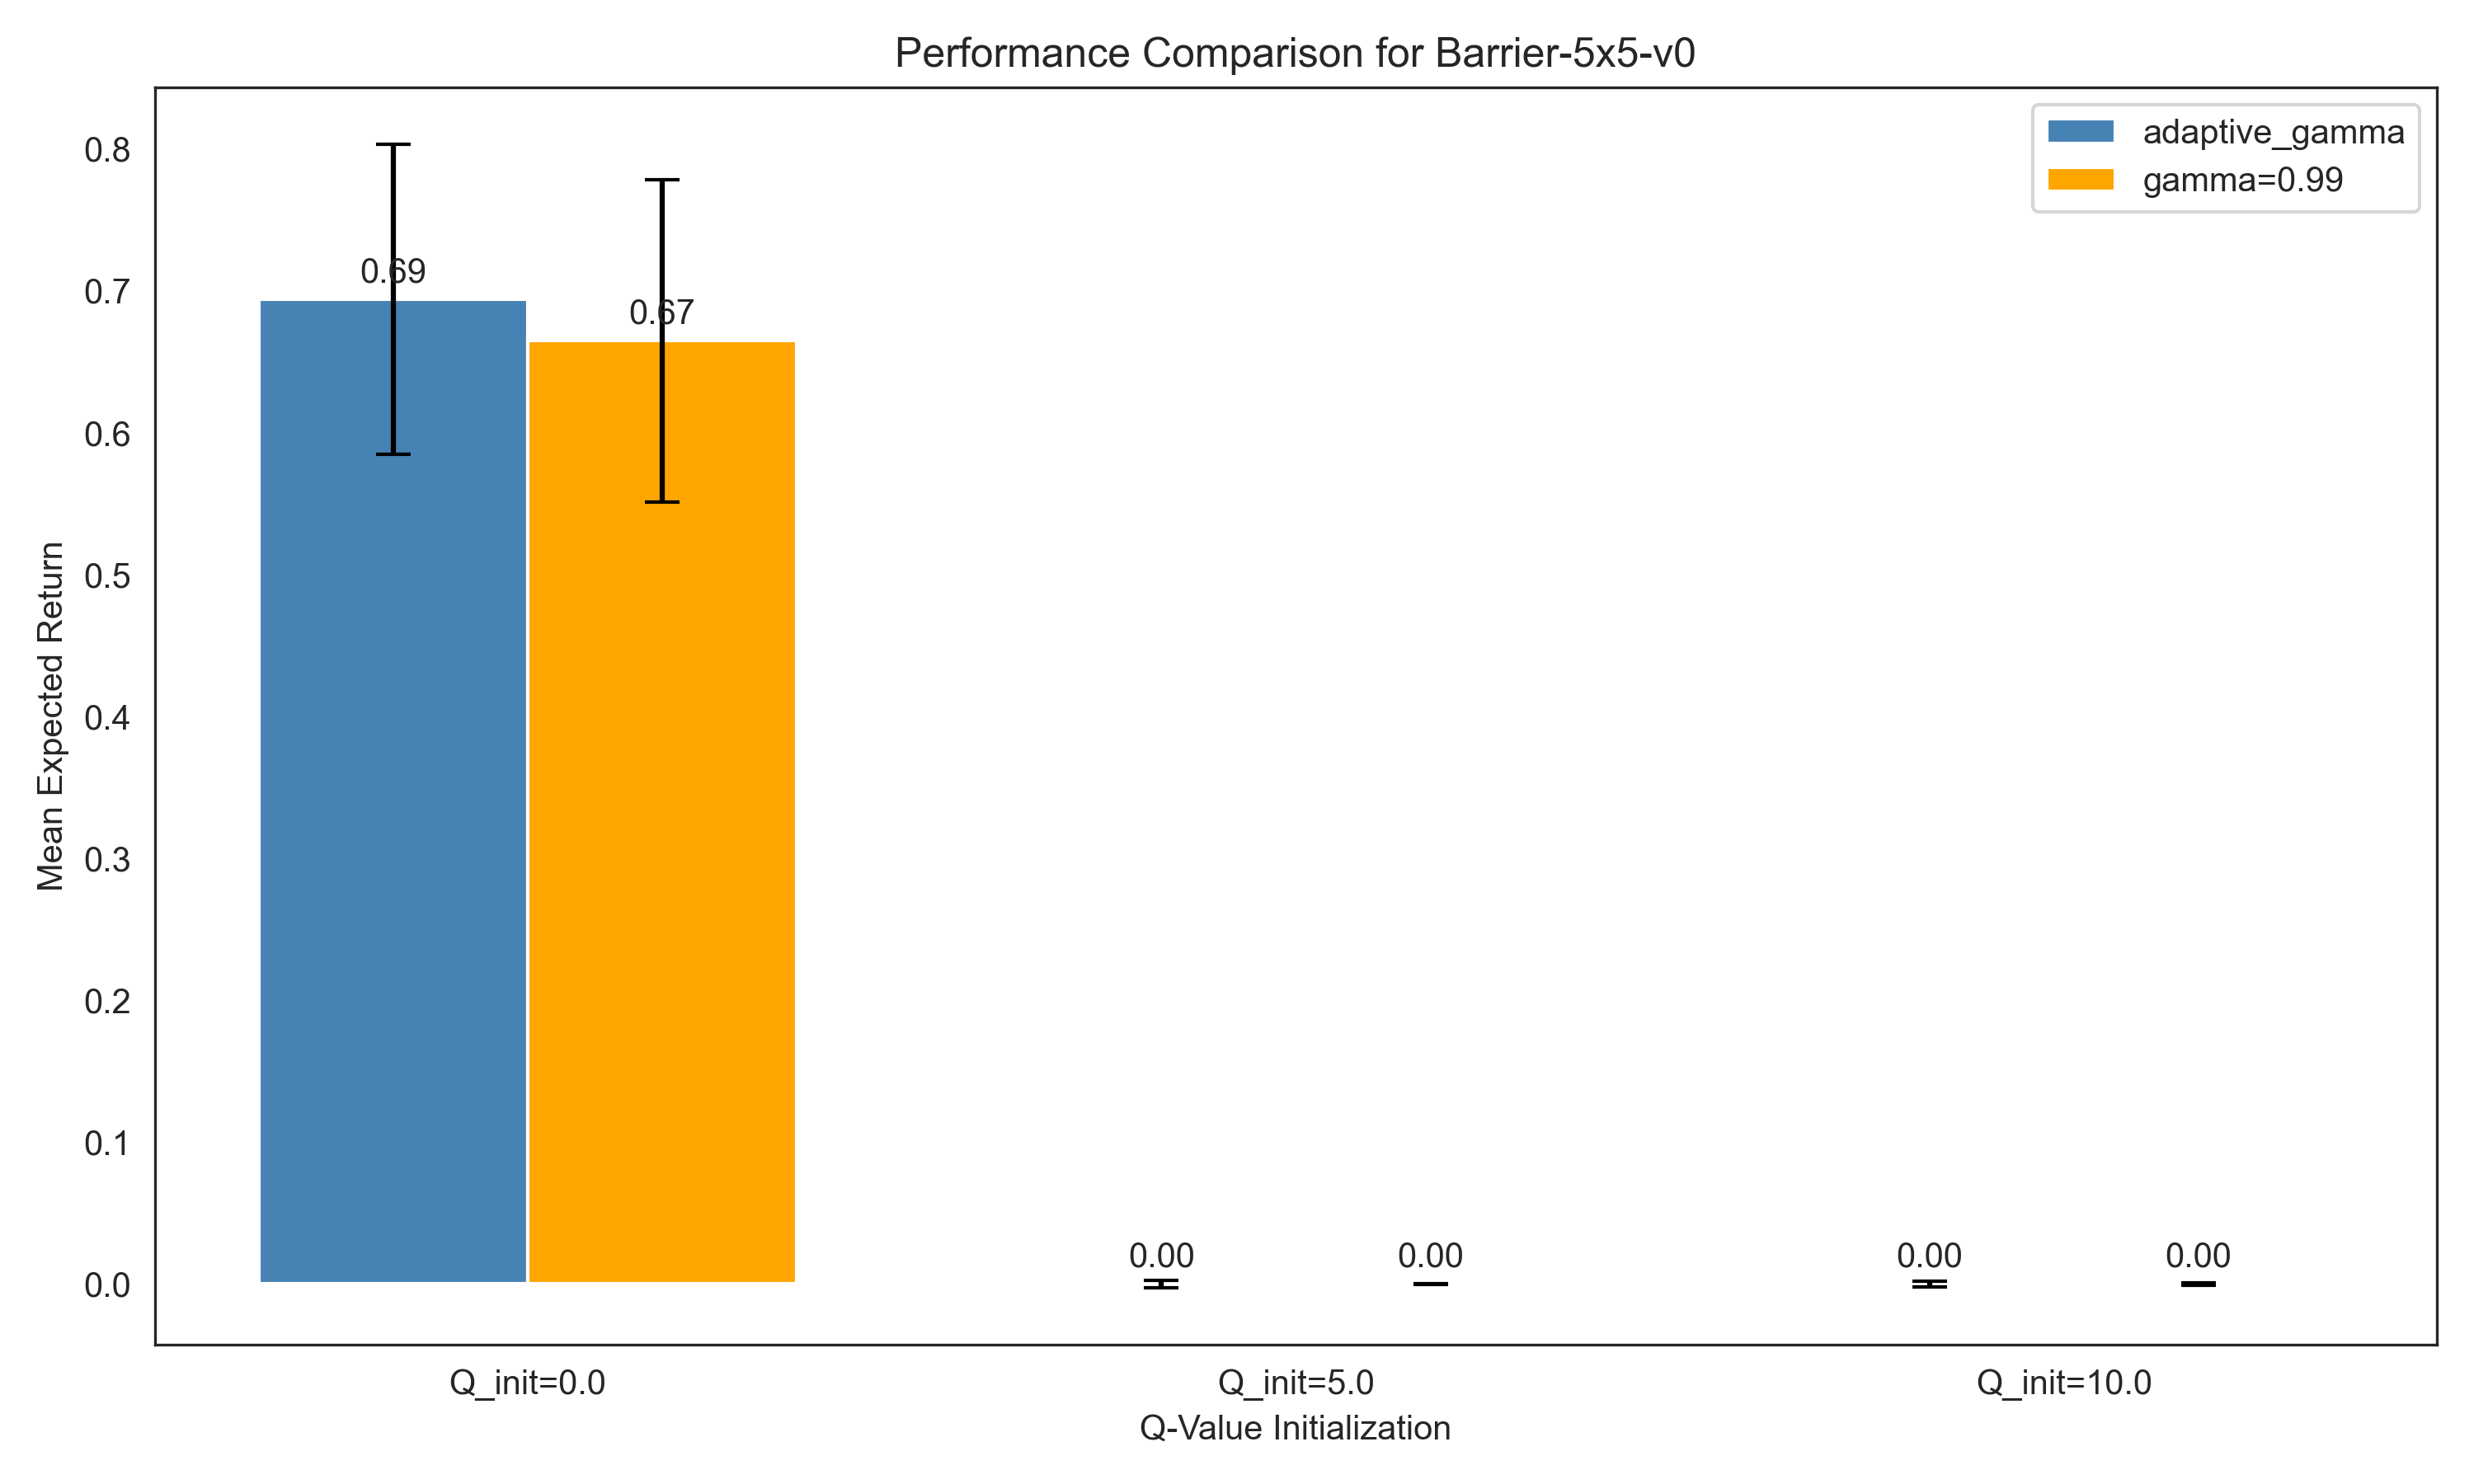 Performance Comparison for Barrier-5x5-v0
adaptive_gamma
gamma=0.99
Mean Expected Return
0.8
0.7
0.6
0.5
0.4
0.3
0.2
0.1
0.0
0.69
0.67
0.00
0.00
0.00
0.00
Q_init=0.0
Q_init=5.0
Q_init=10.0
Q-Value Initialization